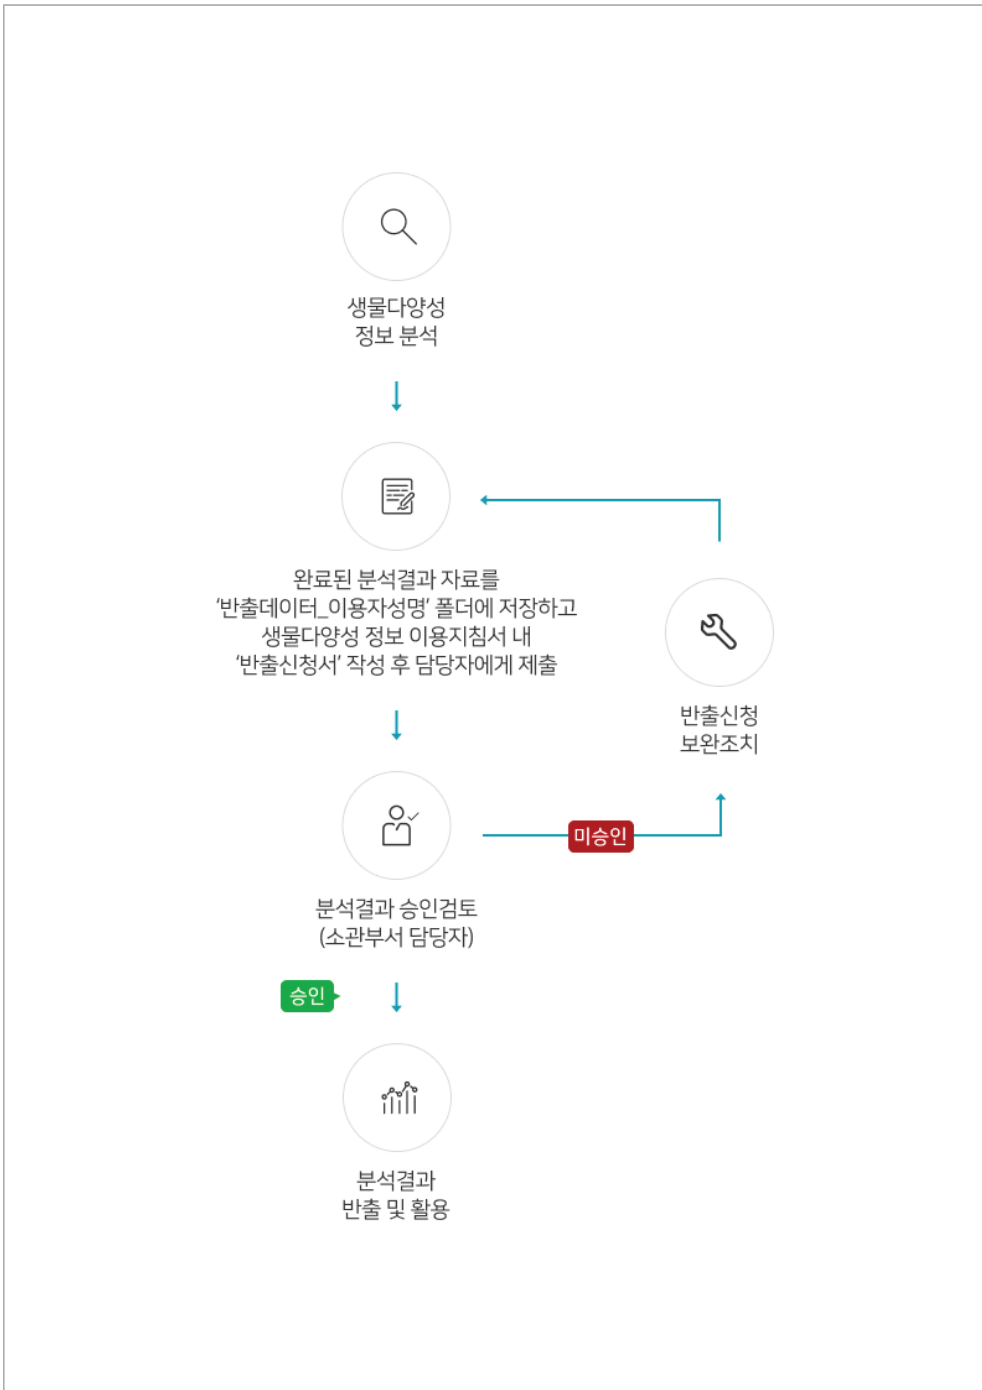 생물다양성
정보 분석
완료된 분석결과 자료를
‘반출데이터_이용자성명’ 폴더에 저장하고
생물다양성 정보 이용지침서 내
‘반출신청서’ 작성 후 담당자에게 제출
반출신청
보완조치
미승인
분석결과 승인검토
(소관부서 담당자)
승인
분석결과
반출 및 활용